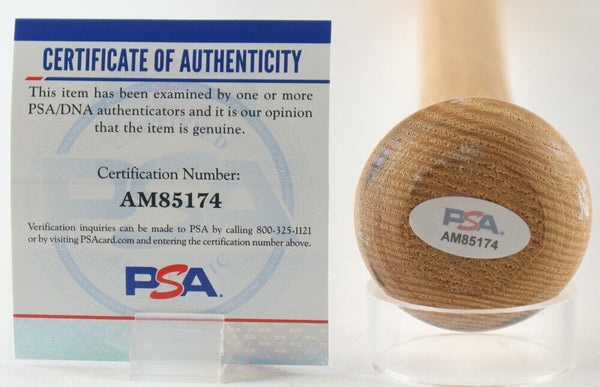 CERTIFICATE OF AUTHENTICITY
This item has been examined by one or more
PSA/DNA authenticators and it is our opinion
that the item is genuine.
Certification Number:
AM85174
Verification inquiries can be made to PSA by calling 800-325-1121
or by visiting PSAcard.com and entering the certification number above.
PSA.
PSA.
AM85174